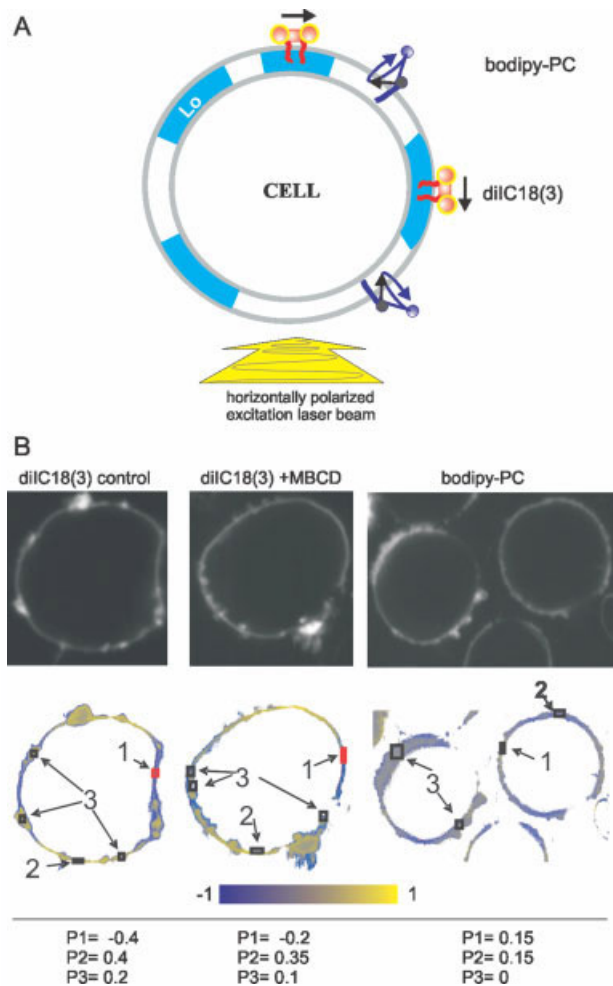 A
bodipy-PC
Lo
diIC18(3)
CELL
horizontally polarized
excitation laser beam
B
diIC18(3) control
diIC18(3) +MBCD
bodipy-PC
1
3
2
1
3
2
2
1
3
-1
1
P1= -0.4
P2= 0.4
P3= 0.2
P1= -0.2
P2= 0.35
P3= 0.1
P1= 0.15
P2= 0.15
P3= 0